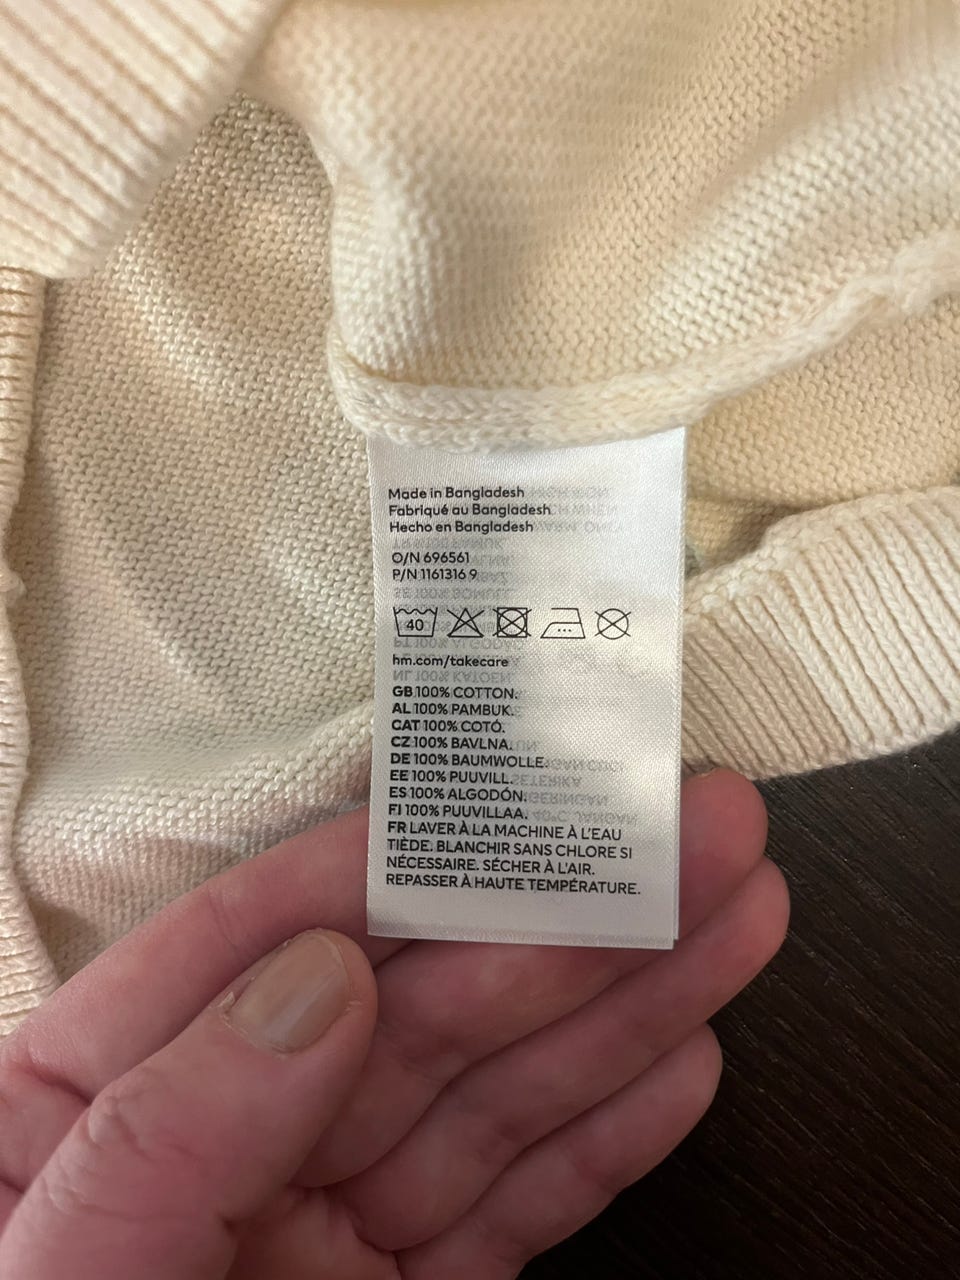 Made in Bangladesh
Fabriqué au Bangladesh
Hecho en Bangladesh
O/N 696561
P/N 1161316 9
40
hm.com/takecare
GB 100% COTTON.
AL 100% PAMBUK.
CAT 100% COTÓ.
CZ 100% BAVLNA.
DE 100% BAUMWOLLE.
EE 100% PUUVILL.
ES 100% ALGODÓN.
FI 100% PUUVILLAA.
FR LAVER À LA MACHINE À L'EAU
TIÈDE. BLANCHIR SANS CHLORE SI
NÉCESSAIRE. SÉCHER À L'AIR.
REPASSER À HAUTE TEMPÉRATURE.